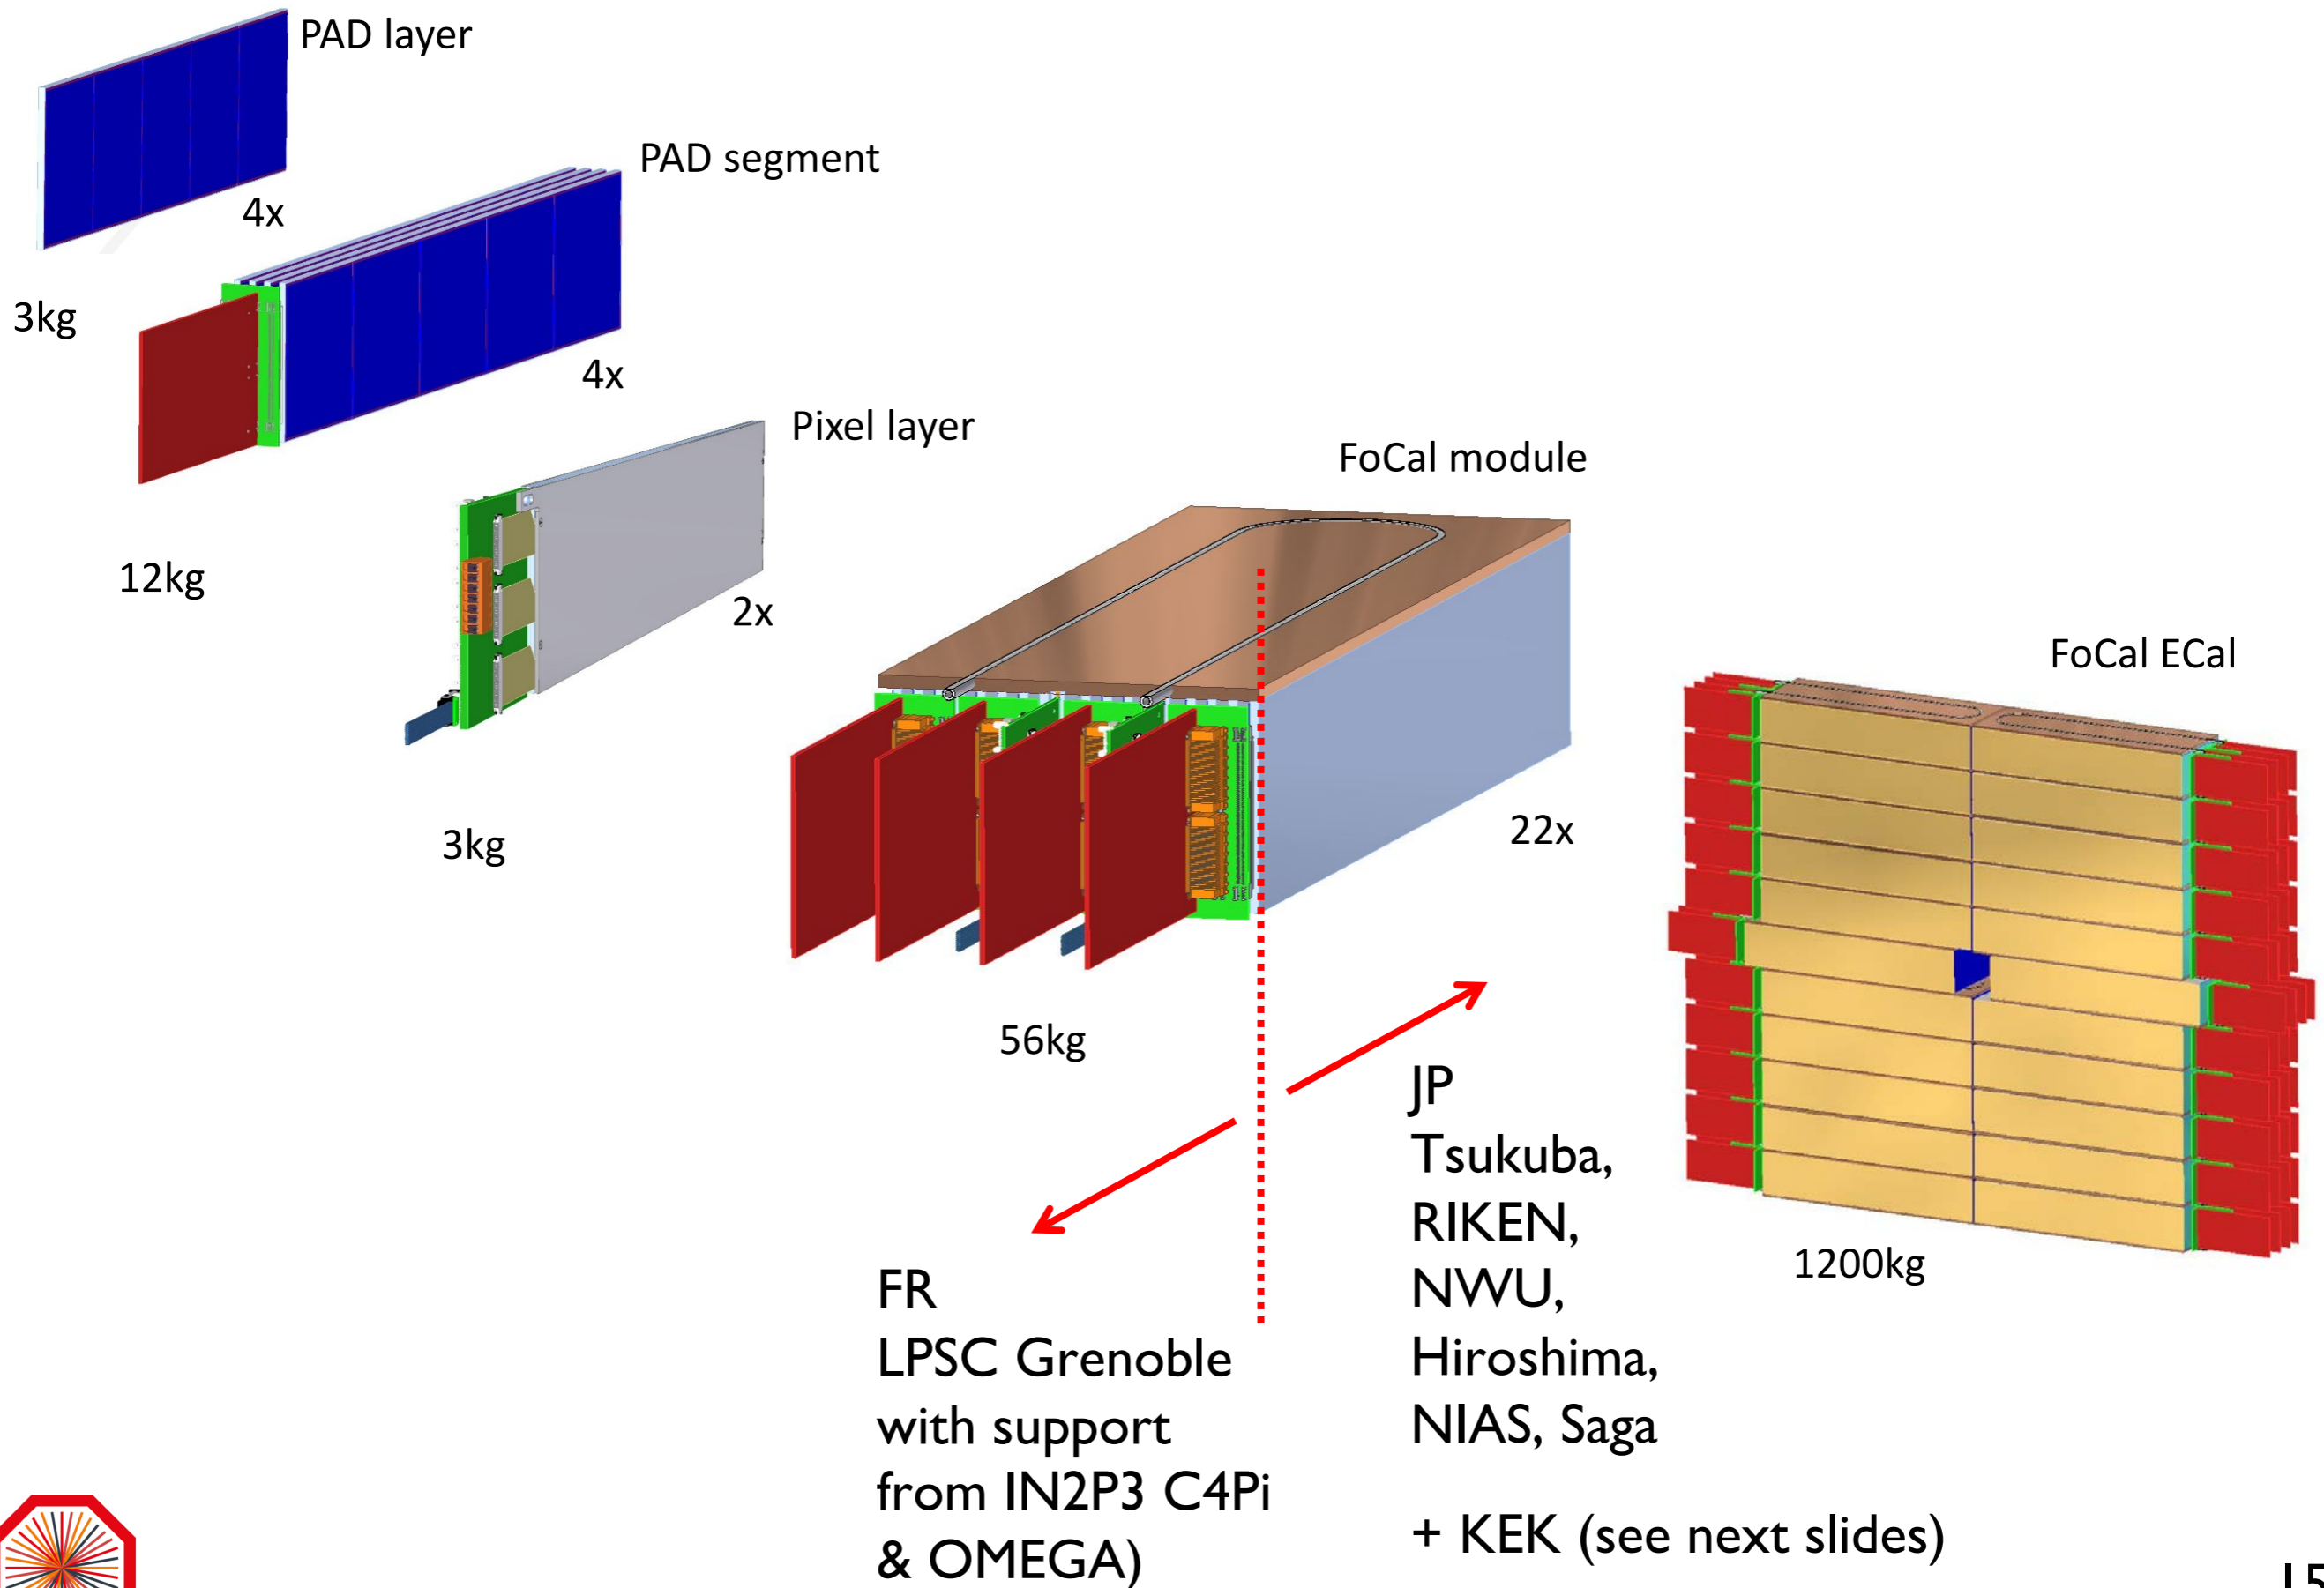 PAD layer
4x
3kg
PAD segment
4x
12kg
Pixel layer
2x
3kg
FoCal module
22x
56kg
FoCal ECal
1200kg
FR
LPSC Grenoble
with support
from IN2P3 C4Pi
& OMEGA)
JP
Tsukuba,
RIKEN,
NWU,
Hiroshima,
NIAS, Saga
+ KEK (see next slides)
15